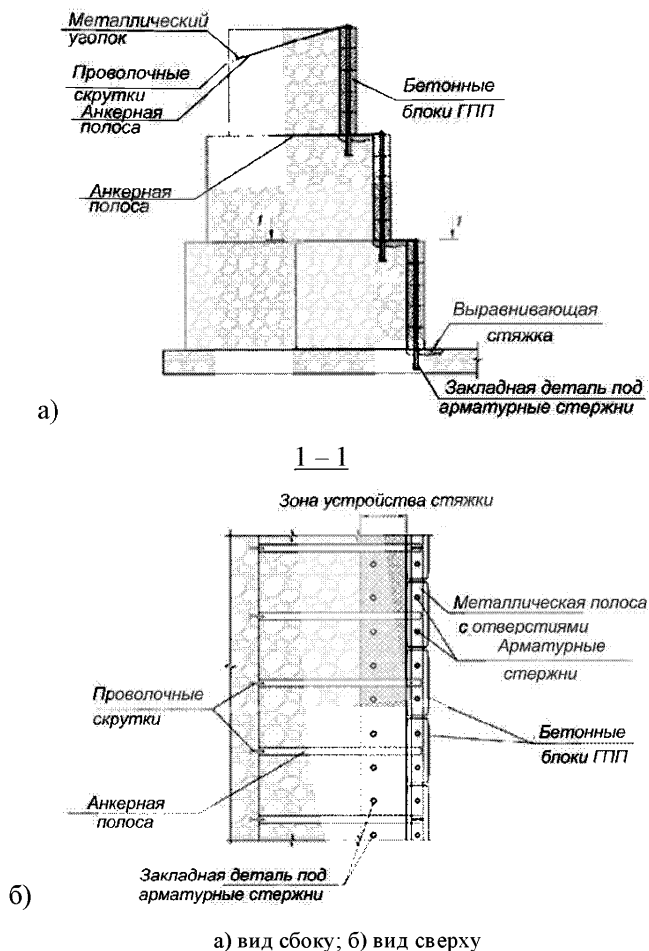 Металлический
уголок
Проволочные
скрутки
Анкерная
полоса
Бетонные
блоки ГПП
Анкерная
полоса
1
1
Выравнивающая
стяжка
Закладная деталь под
арматурные стержни
а)
1 – 1
Зона устройства стяжки
Металлическая полоса
с отверстиями
Арматурные
стержни
Проволочные
скрутки
Бетонные
блоки ГПП
Анкерная
полоса
Закладная деталь под
арматурные стержни
б)
а) вид сбоку; б) вид сверху